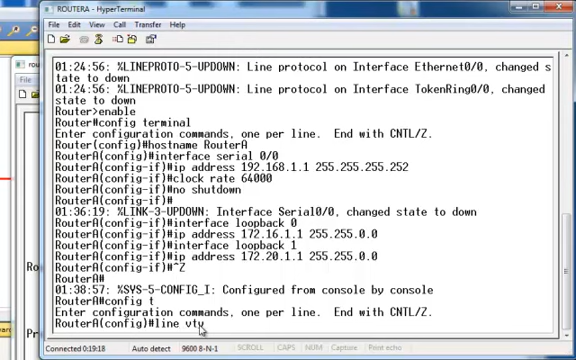 ROUTERA - HyperTerminal
File Edit View Call Transfer Help
01:24:56: %LINEPROTO-5-UPDOWN: Line protocol on Interface Ethernet0/0, changed s
tate to down
01:24:56: %LINEPROTO-5-UPDOWN: Line protocol on Interface TokenRing0/0, changed
state to down
Router>enable
Router#config terminal
Enter configuration commands, one per line.  End with CNTL/Z.
Router(config)#hostname RouterA
RouterA(config)#interface serial 0/0
RouterA(config-if)#ip address 192.168.1.1 255.255.255.252
RouterA(config-if)#clock rate 64000
RouterA(config-if)#no shutdown
RouterA(config-if)#
01:36:19: %LINK-3-UPDOWN: Interface Serial0/0, changed state to down
RouterA(config-if)#interface loopback 0
RouterA(config-if)#ip address 172.16.1.1 255.255.0.0
RouterA(config-if)#interface loopback 1
RouterA(config-if)#ip address 172.20.1.1 255.255.0.0
RouterA(config-if)#^Z
RouterA#
01:38:57: %SYS-5-CONFIG_I: Configured from console by console
RouterA#config t
Enter configuration commands, one per line.  End with CNTL/Z.
RouterA(config)#line vty
Connected 0:19:18 Auto detect 9600 8-N-1 SCROLL CAPS NUM Capture Print echo